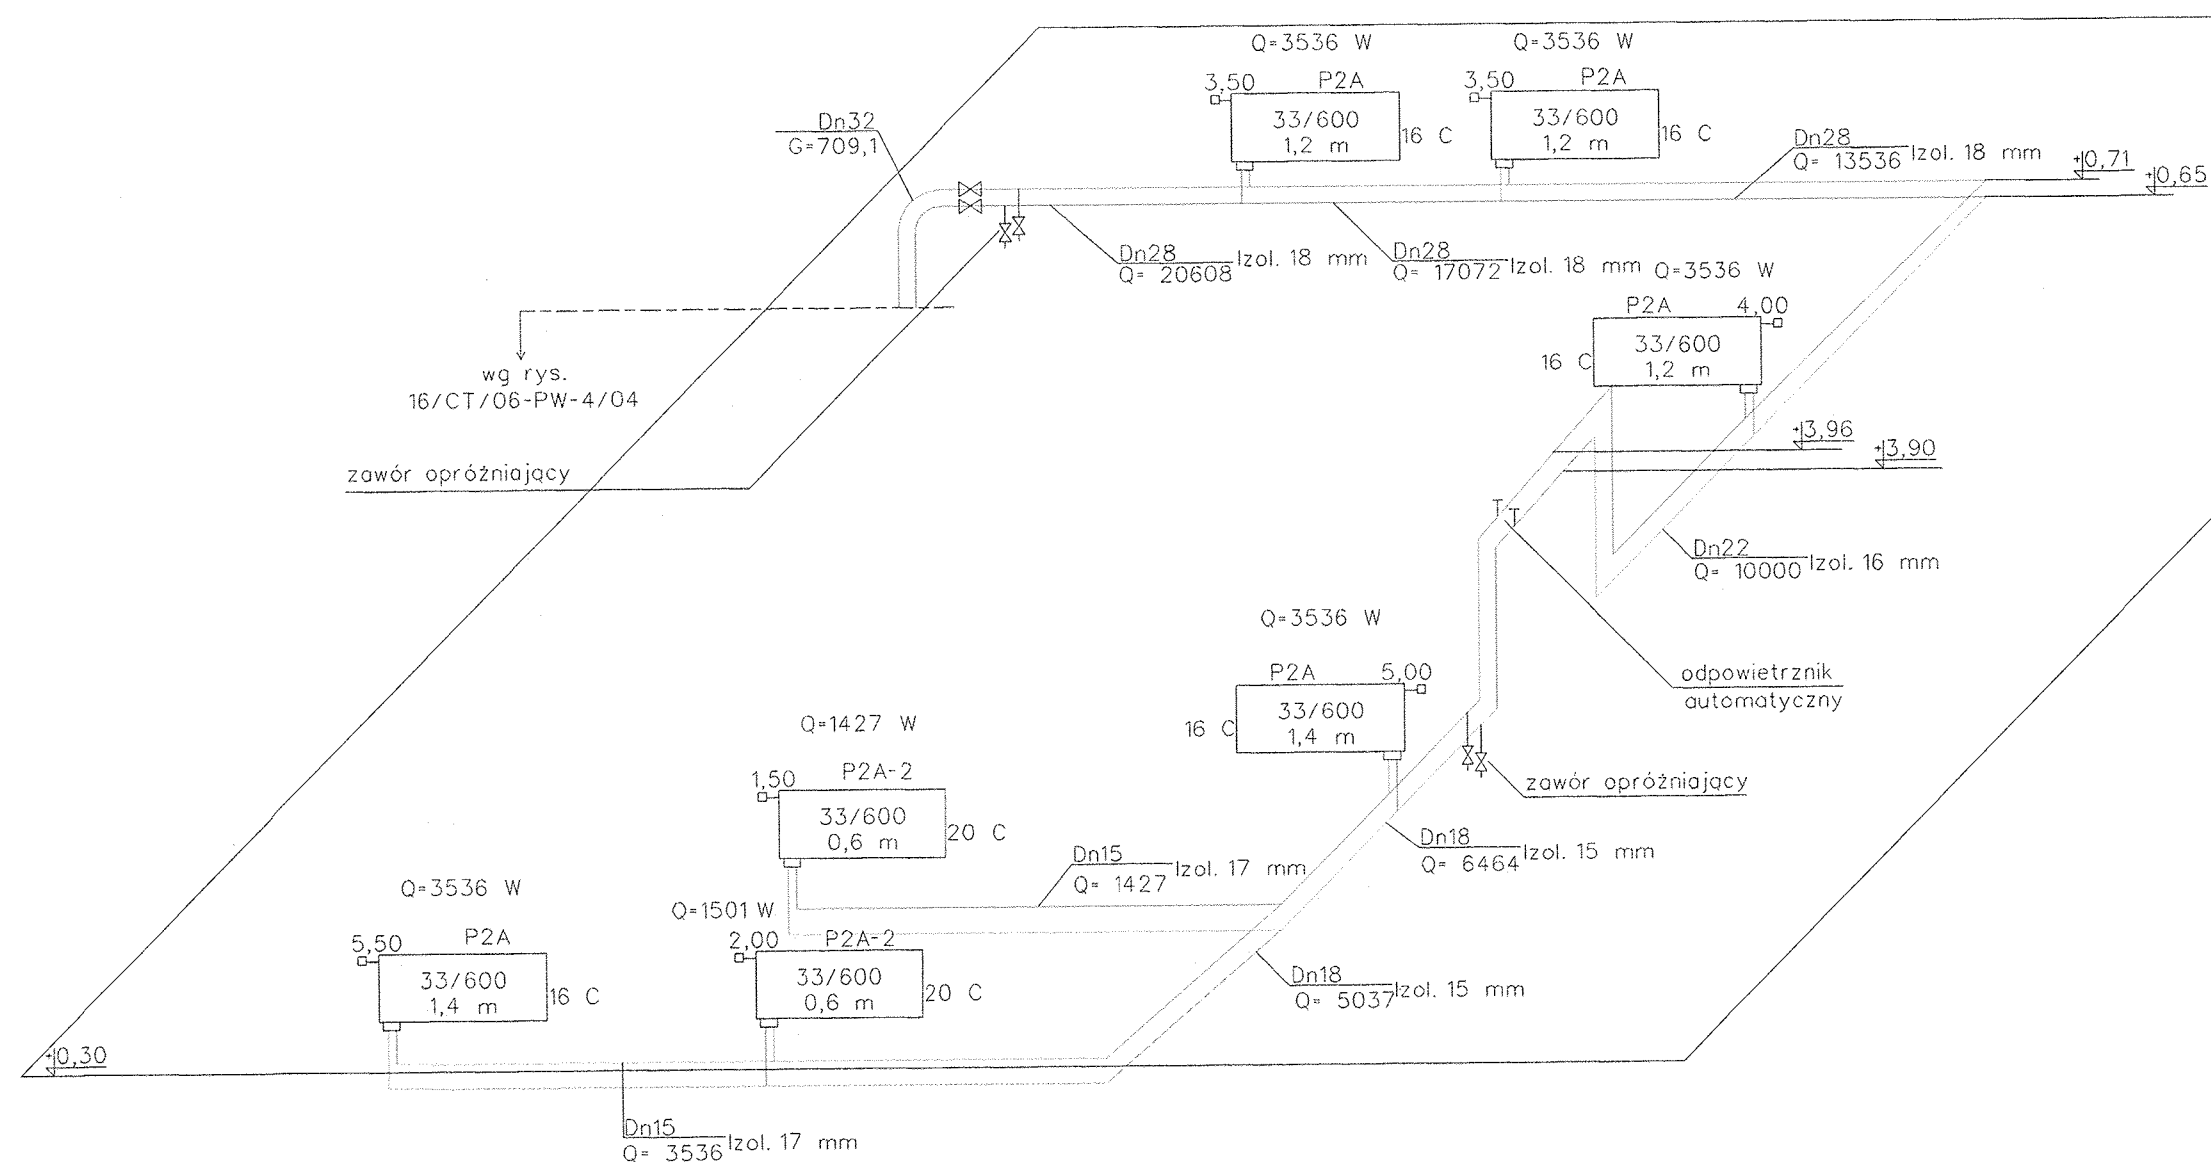 Q=3536 W
Q=3536 W
3,50
P2A
3,50
P2A
33/600
1,2 m
16 C
33/600
1,2 m
16 C
Dn32
G=709,1
Dn28
Q= 13536
Izol. 18 mm
+0,71
+0,65
Dn28
Q= 20608
Izol. 18 mm
Dn28
Q= 17072
Izol. 18 mm
Q=3536 W
P2A
4,00
33/600
1,2 m
16 C
wg rys.
16/CT/06-PW-4/04
+3,96
+3,90
zawór opróżniający
Dn22
Q= 10000
Izol. 16 mm
Q=3536 W
P2A
5,00
33/600
1,4 m
16 C
odpowietrznik
automatyczny
Q=1427 W
1,50
P2A-2
33/600
0,6 m
20 C
zawór opróżniający
Dn18
Q= 6464
Izol. 15 mm
Dn15
Q= 1427
Izol. 17 mm
Q=3536 W
Q=1501 W
5,50
P2A
33/600
1,4 m
16 C
2,00
P2A-2
33/600
0,6 m
20 C
Dn18
Q= 5037
Izol. 15 mm
+0,30
Dn15
Q= 3536
Izol. 17 mm